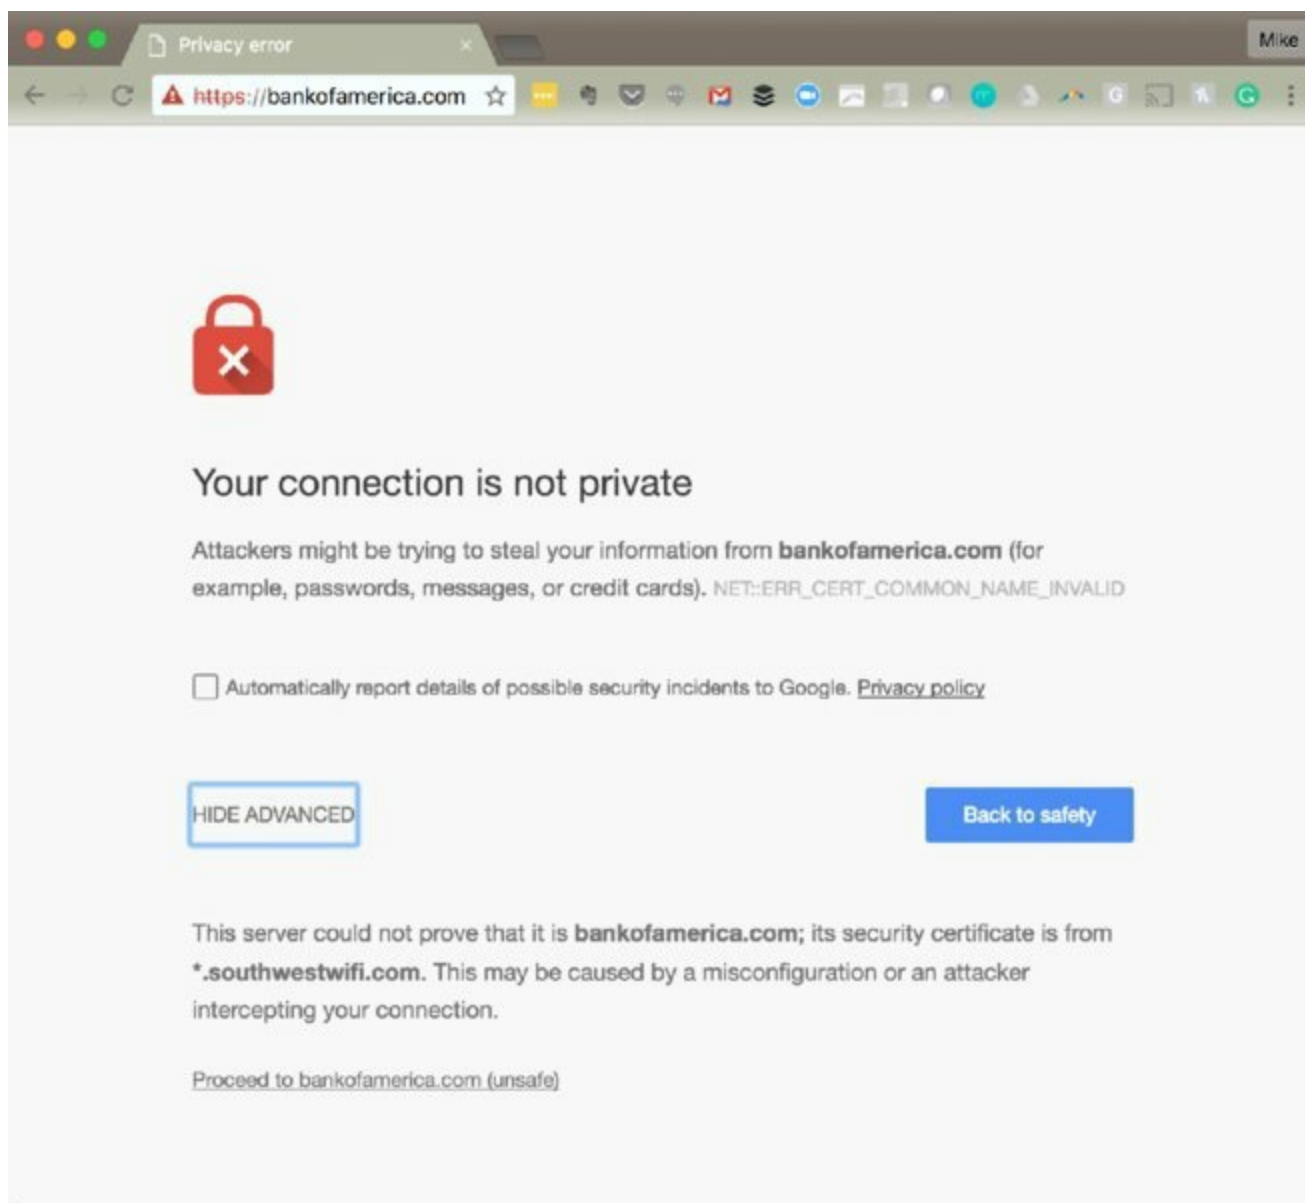 Privacy error
Mike
https://bankofamerica.com
Your connection is not private
Attackers might be trying to steal your information from bankofamerica.com (for
example, passwords, messages, or credit cards). NET::ERR_CERT_COMMON_NAME_INVALID
Automatically report details of possible security incidents to Google. Privacy policy
HIDE ADVANCED
Back to safety
This server could not prove that it is bankofamerica.com; its security certificate is from
*.southwestwifi.com. This may be caused by a misconfiguration or an attacker
intercepting your connection.
Proceed to bankofamerica.com (unsafe)